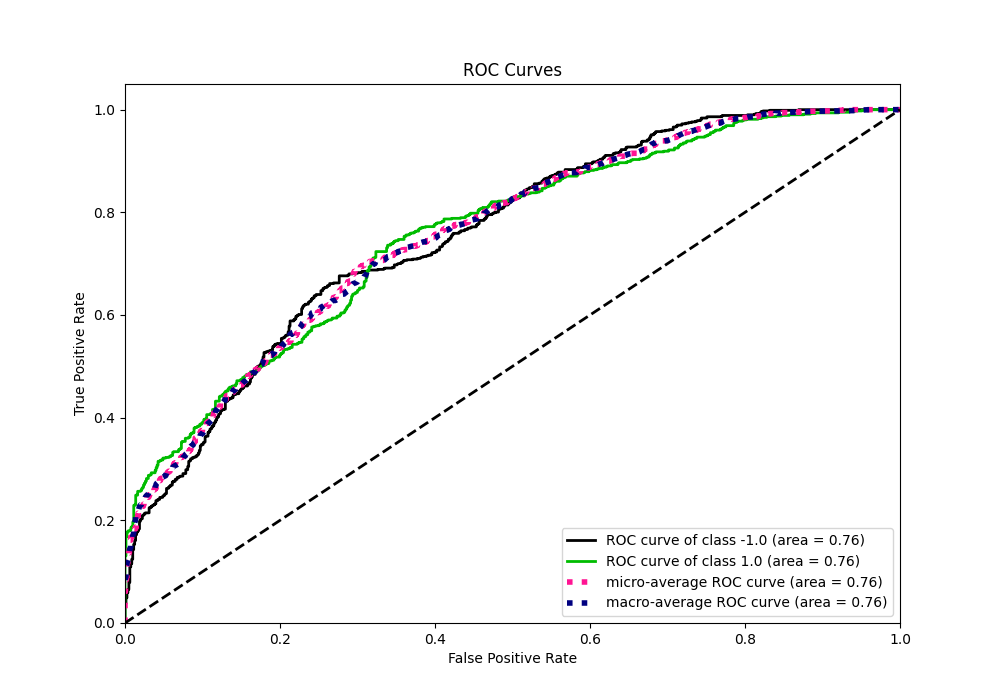 ROC Curves
True Positive Rate
1.0
0.8
0.6
0.4
0.2
0.0
0.0 0.2 0.4 0.6 0.8 1.0
False Positive Rate
ROC curve of class -1.0 (area = 0.76)
ROC curve of class 1.0 (area = 0.76)
micro-average ROC curve (area = 0.76)
macro-average ROC curve (area = 0.76)